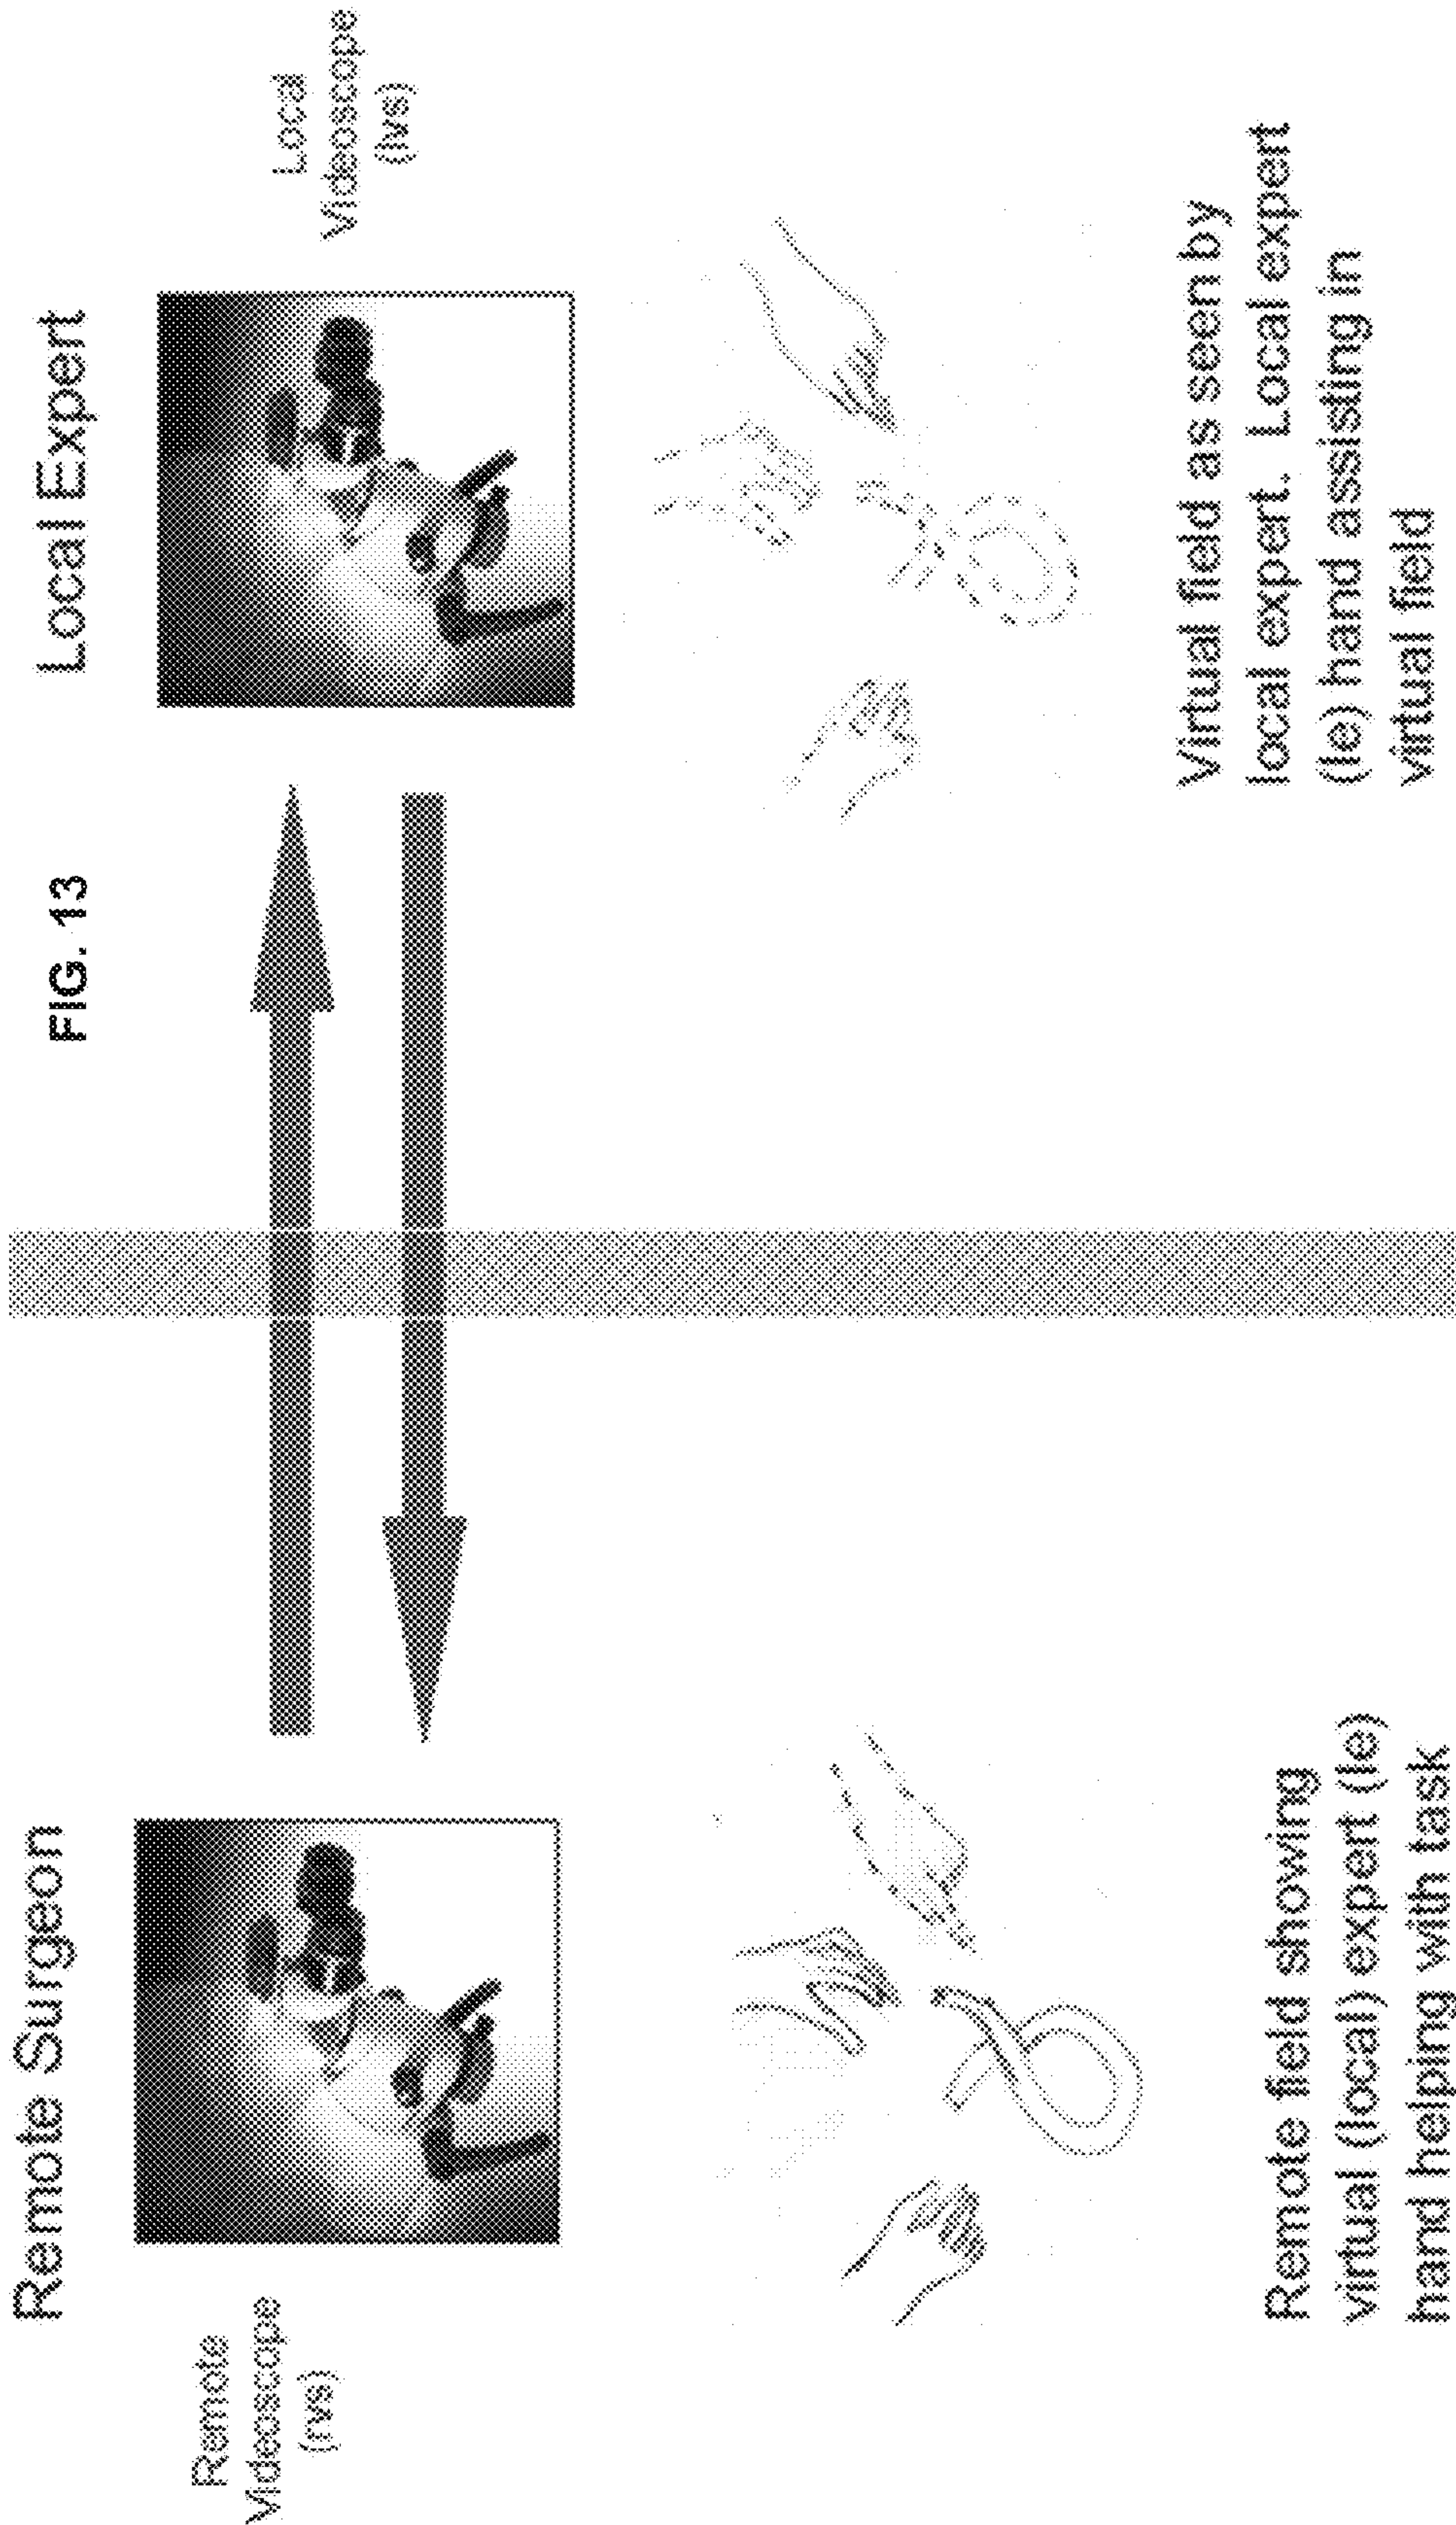 FIG. 13
Remote Surgeon
Remote
Videoscope
(rvs)
Remote field showing
virtual (local) expert (le)
hand helping with task
Local Expert
Local
Videoscope
(lvs)
Virtual field as seen by
local expert. Local expert
(le) hand assisting in
virtual field